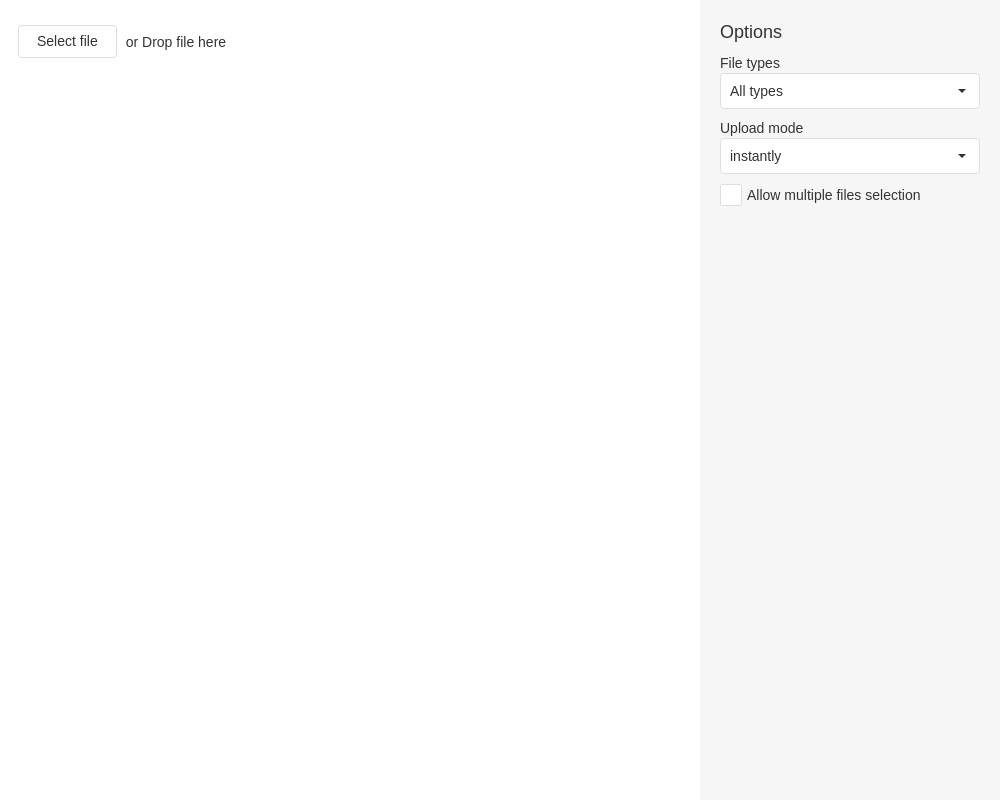 Select file or Drop file here
Options
File types
All types
Upload mode
instantly
Allow multiple files selection